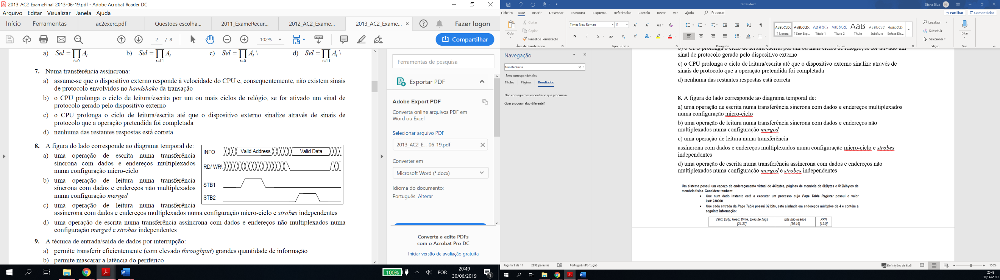 2013_AC2_ExameFinal_2013-06-19.pdf - Adobe Acrobat Reader DC
Arquivo Editar Visualizar Janela Ajuda
Início Ferramentas ac2exerc.pdf Questoes escolha... 2011_ExameRecur... 2012_AC2_Exame... 2013_AC2_Exame... × Fazer logon
2 / 8 102% Compartilhar
a) Sel = ∏ Ai b) Sel = ∏ Ai c) Sel = ∏ Ai \ d) Sel = ∏ Ai \
i=0 i=11 i=0 i=11
7. Numa transferência assíncrona:
a) assume-se que o dispositivo externo responde à velocidade do CPU e, consequentemente, não existem sinais
de protocolo envolvidos no handshake da transação
b) o CPU prolonga o ciclo de leitura/escrita por um ou mais ciclos de relógio, se for ativado um sinal de
protocolo gerado pelo dispositivo externo
c) o CPU prolonga o ciclo de leitura/escrita até que o dispositivo externo sinalize através de sinais de
protocolo que a operação pretendida foi completada
d) nenhuma das restantes respostas está correta
8. A figura do lado corresponde ao diagrama temporal de:
a) uma operação de escrita numa transferência
síncrona com dados e endereços multiplexados
numa configuração micro-ciclo
b) uma operação de leitura numa transferência
síncrona com dados e endereços não multiplexados
numa configuração merged
c) uma operação de leitura numa transferência
assíncrona com dados e endereços multiplexados numa configuração micro-ciclo e strobes independentes
d) uma operação de escrita numa transferência assíncrona com dados e endereços não multiplexados numa
configuração merged e strobes independentes
INFO Valid Address Valid Data
RD/ WR\
STB1
STB2
9. A técnica de entrada/saída de dados por interrupção:
a) permite transferir eficientemente (com elevado throughput) grandes quantidade de informação
b) permite mascarar a latência do periférico
Ferramentas de pesquisa
Exportar PDF
Adobe Export PDF
Converta online arquivos PDF em
Word ou Excel
Selecionar arquivo PDF
2013_AC2_E...-06-19.pdf
Converter em
Microsoft Word (*.docx)
Idioma do documento:
Português Alterar
Converta e edite PDFs
com o Acrobat Pro DC
Iniciar versão de avaliação gratuita
100% POR 20:49
30/06/2019 1
testes.docx Diana Silva DS
Ficheiro Base Inserir Desenhar Estrutura Esquema Referências Correio Rever Ver Ajuda Procurar Partilhar Comentários
Colar
Cortar
Copiar
Pincel de Formatação
Área de Transferência
Times New Roman 11
N I S ab
Tipo de Letra
Parágrafo
AaBbCcDc AaBbCcDc AaBbC AaBbCcE AaB AaBbCcD AaBbCcDi
¶ Normal ¶ Sem Esp... Título 1 Título 2 Título Subtítulo Ênfase Dis...
Estilos
Localizar
Substituir
Selecionar
Edição
Ditar
Voz
Navegação
transferencia
Sem correspondências
Títulos Páginas Resultados
Não conseguimos encontrar o que procurava.
Quer procurar algo diferente?
b) o CPU prolonga o ciclo de leitura/escrita por um ou mais ciclos de relógio, se for ativado um
sinal de protocolo gerado pelo dispositivo externo
c) o CPU prolonga o ciclo de leitura/escrita até que o dispositivo externo sinalize através de
sinais de protocolo que a operação pretendida foi completada
d) nenhuma das restantes respostas está correta
8. A figura do lado corresponde ao diagrama temporal de:
a) uma operação de escrita numa transferência síncrona com dados e endereços multiplexados
numa configuração micro-ciclo
b) uma operação de leitura numa transferência síncrona com dados e endereços não
multiplexados numa configuração merged
c) uma operação de leitura numa transferência
assíncrona com dados e endereços multiplexados numa configuração micro-ciclo e strobes
independentes
d) uma operação de escrita numa transferência assíncrona com dados e endereços não
multiplexados numa configuração merged e strobes independentes
Um sistema possui um espaço de endereçamento virtual de 4Gbytes, páginas de memória de 8kBytes e 512Mbytes de
memória física. Considere tambem:
• Que num dado instante está a executar um processo cujo Page Table Register possui o valor
0x01230000
• Que cada entrada da Page Table possui 32 bits, está alinhada em endereços múltiplos de 4 e contém a
seguinte informação:
Valid, Dirty, Read, Write, Execute flags Bits não usados PPN
[31:27] [26:16] [15:0]
Página 9 de 11 2992 palavras Português (Portugal) Definições de Ecrã 156%
20:49
30/06/2019